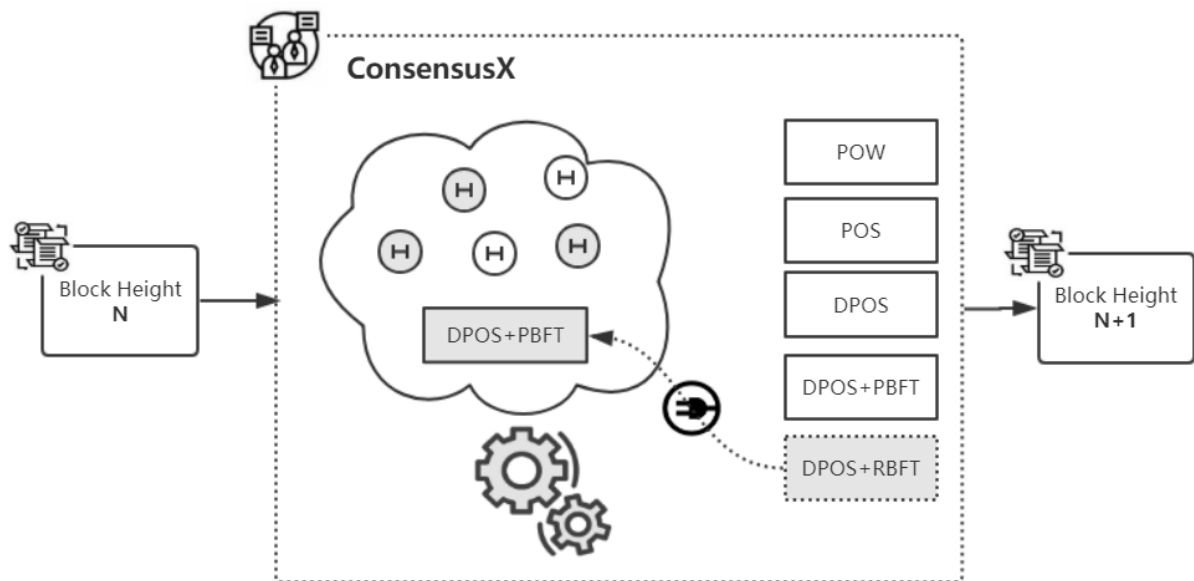 ConsensusX
POW
POS
DPOS
DPOS+PBFT
DPOS+RBFT
H
H
H
H
H
DPOS+PBFT
Block Height
N
Block Height
N+1